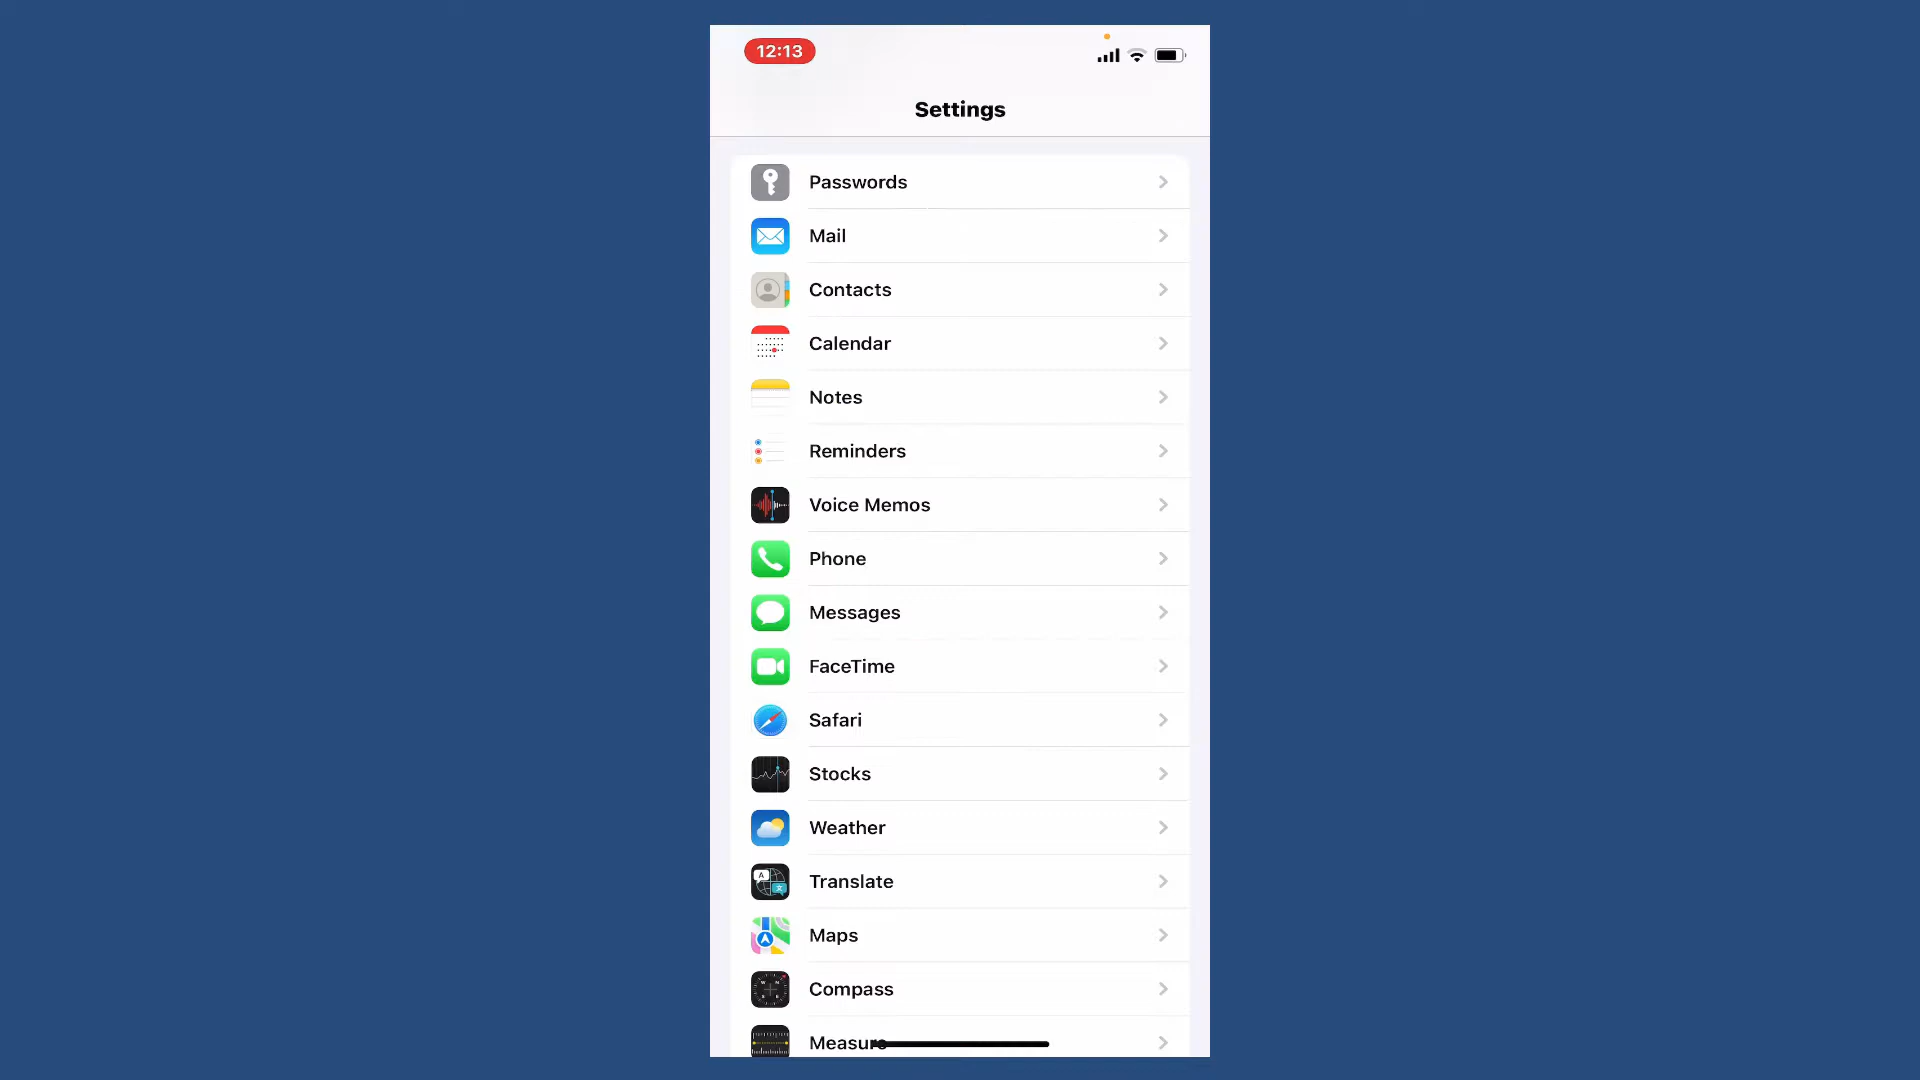 12:13
Settings
Passwords
Mail
Contacts
Calendar
Notes
Reminders
Voice Memos
Phone
Messages
FaceTime
Safari
Stocks
Weather
Translate
Maps
Compass
Measure